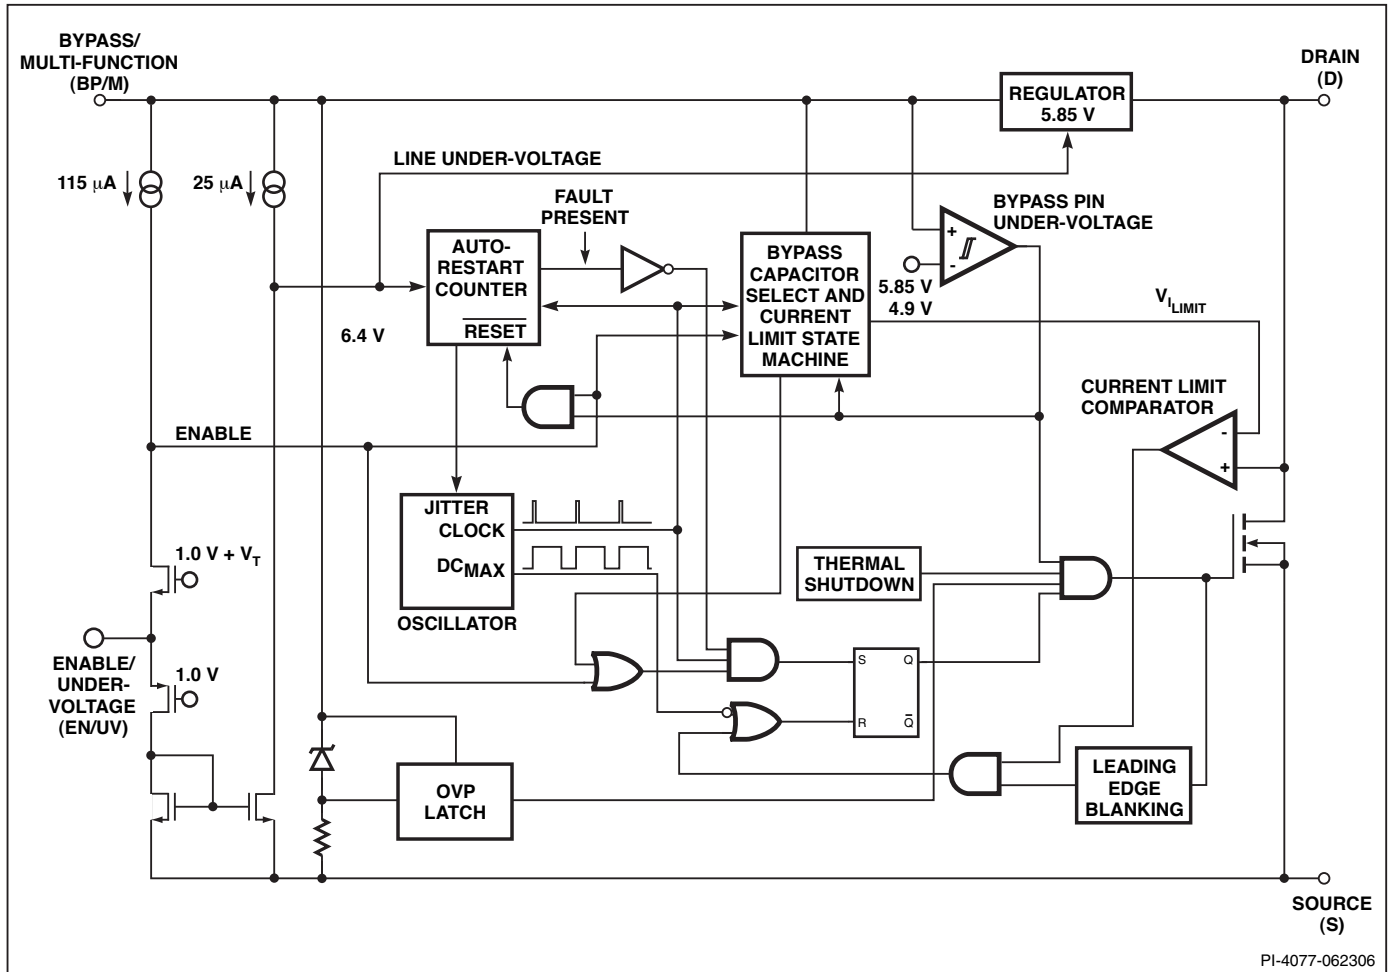 BYPASS/
MULTI-FUNCTION
(BP/M)
DRAIN
(D)
REGULATOR
5.85 V
LINE UNDER-VOLTAGE
115 μA
25 μA
FAULT
PRESENT
BYPASS PIN
UNDER-VOLTAGE
AUTO-
RESTART
COUNTER
RESET
BYPASS
CAPACITOR
SELECT AND
CURRENT
LIMIT STATE
MACHINE
+
-
5.85 V
4.9 V
VILIMIT
6.4 V
CURRENT LIMIT
COMPARATOR
-
+
ENABLE
JITTER
CLOCK
DCMAX
OSCILLATOR
1.0 V + VT
THERMAL
SHUTDOWN
ENABLE/
UNDER-
VOLTAGE
(EN/UV)
1.0 V
S Q
R Q̅
OVP
LATCH
LEADING
EDGE
BLANKING
SOURCE
(S)
PI-4077-062306